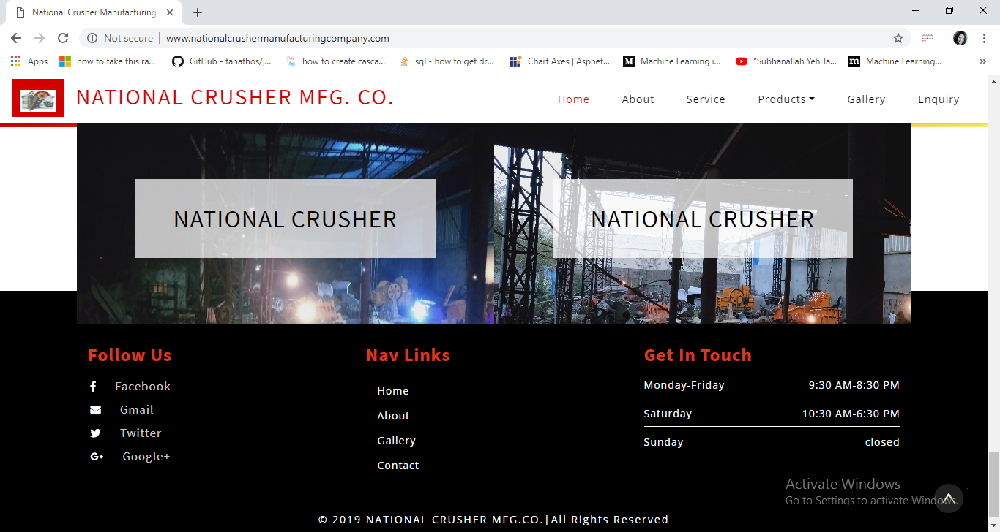 National Crusher Manufacturing
Not secure
www.nationalcrushermanufacturingcompany.com
Apps
how to take this ra...
GitHub - tanathos/j...
how to create casca...
sql - how to get dr...
Chart Axes | Aspnet...
M
Machine Learning i...
"Subhanallah Yeh Ja...
m
Machine Learning...
»
NATIONAL CRUSHER MFG. CO.
Home
About
Service
Products
Gallery
Enquiry
NATIONAL CRUSHER
NATIONAL CRUSHER
Follow Us
Facebook
Gmail
Twitter
Google+
Nav Links
Home
About
Gallery
Contact
Get In Touch
Monday-Friday 9:30 AM-8:30 PM
Saturday 10:30 AM-6:30 PM
Sunday closed
Activate Windows
Go to Settings to activate Windows.
© 2019 NATIONAL CRUSHER MFG.CO.|All Rights Reserved